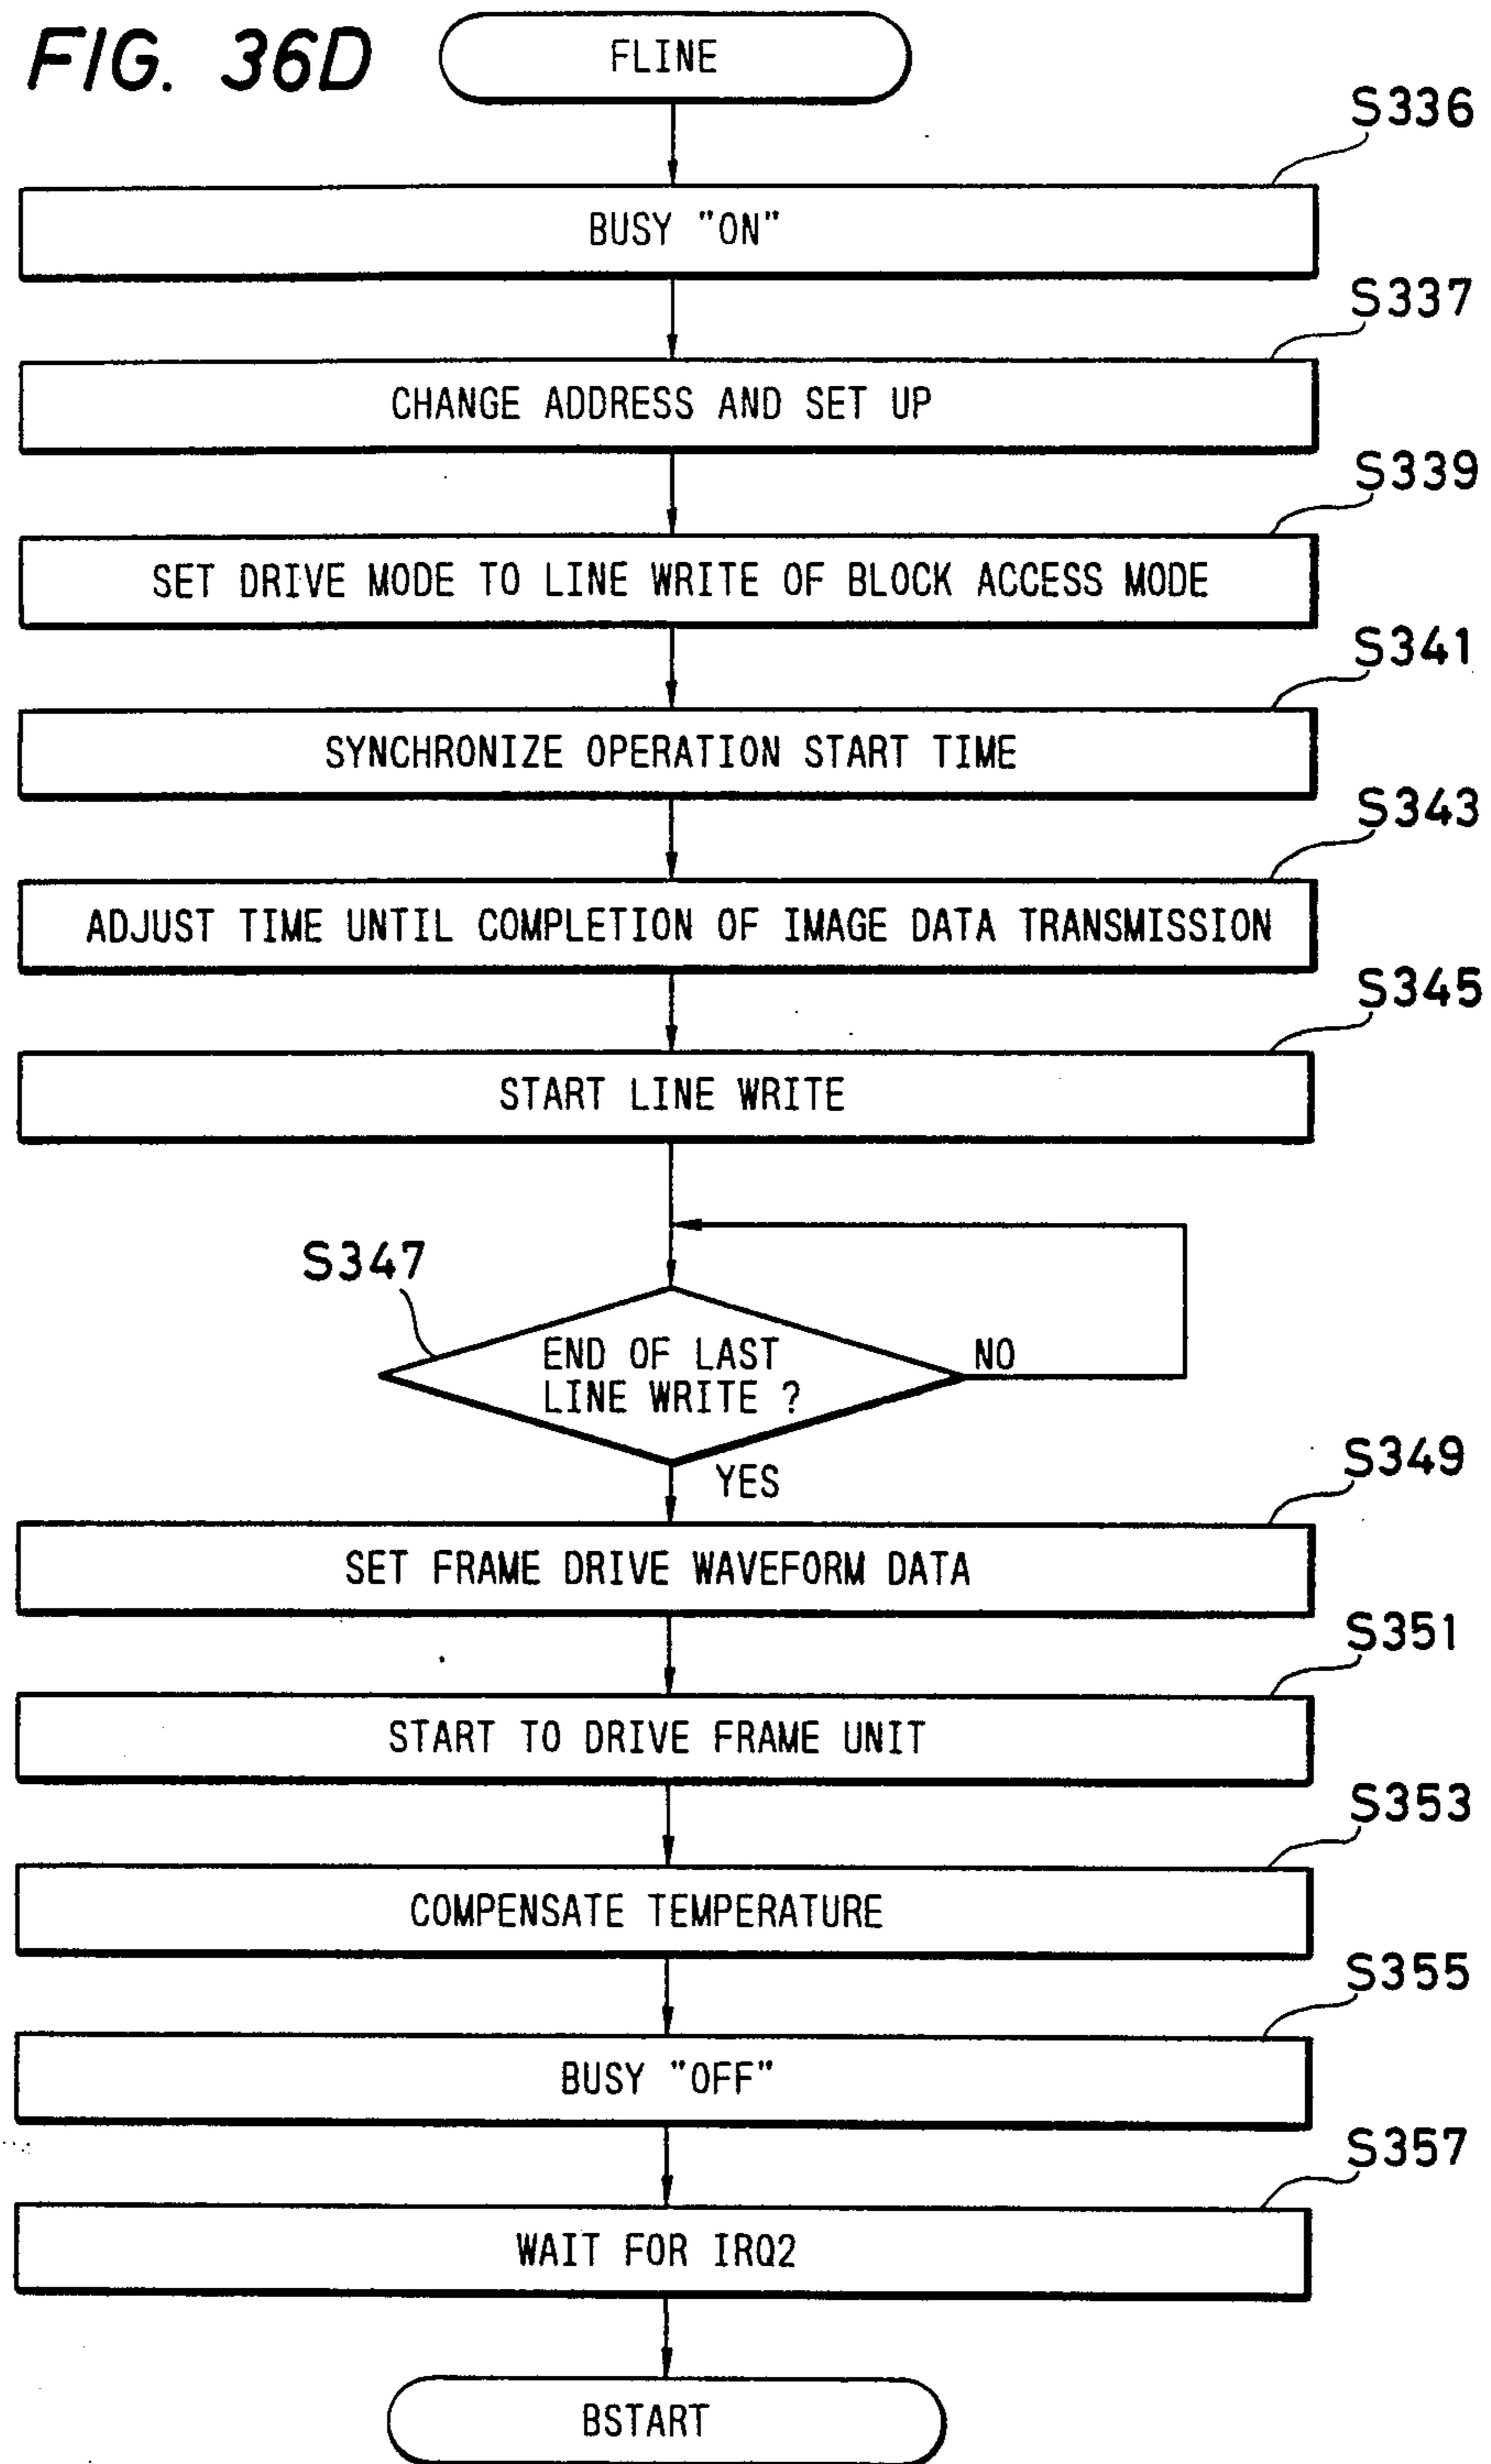 FIG. 36D
FLINE
S336
BUSY "ON"
S337
CHANGE ADDRESS AND SET UP
S339
SET DRIVE MODE TO LINE WRITE OF BLOCK ACCESS MODE
S341
SYNCHRONIZE OPERATION START TIME
S343
ADJUST TIME UNTIL COMPLETION OF IMAGE DATA TRANSMISSION
S345
START LINE WRITE
S347
END OF LAST
LINE WRITE ?
NO
YES
S349
SET FRAME DRIVE WAVEFORM DATA
S351
START TO DRIVE FRAME UNIT
S353
COMPENSATE TEMPERATURE
S355
BUSY "OFF"
S357
WAIT FOR IRQ2
BSTART